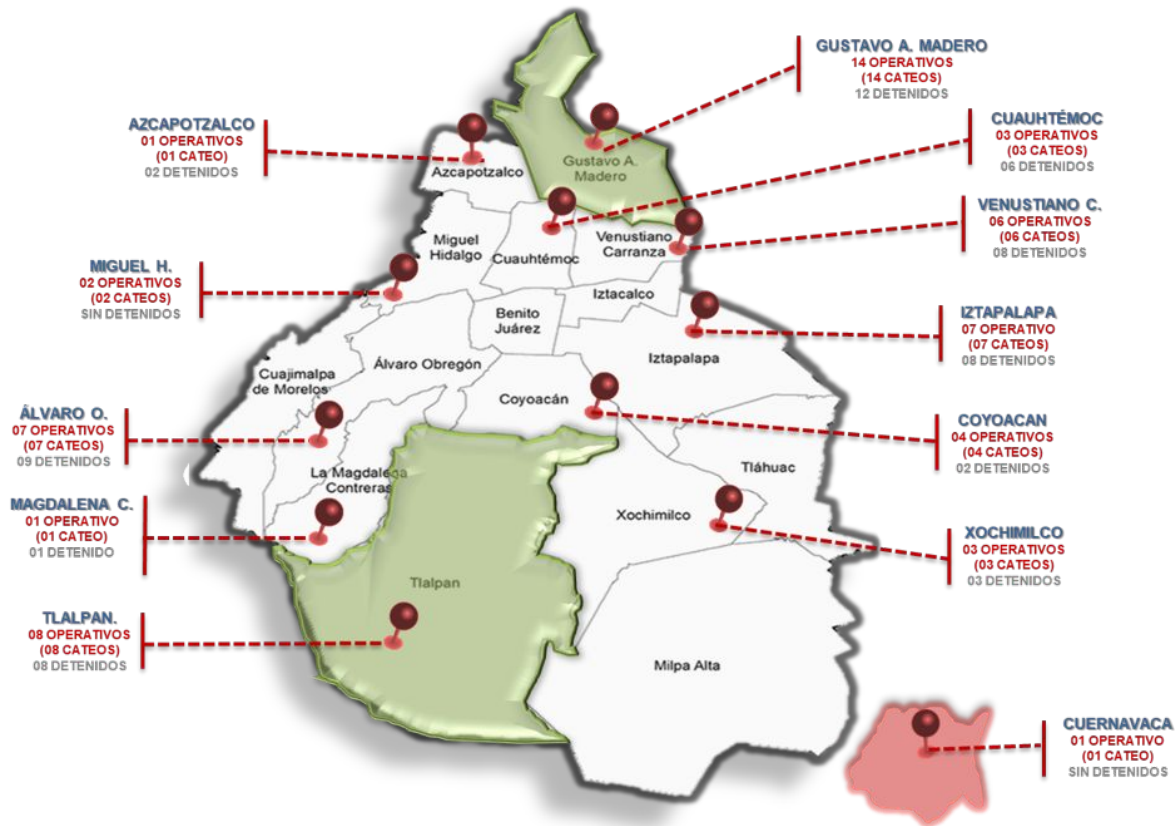 GUSTAVO A. MADERO
14 OPERATIVOS
(14 CATEOS)
12 DETENIDOS
AZCAPOTZALCO
01 OPERATIVOS
(01 CATEO)
02 DETENIDOS
CUAUHTÉMOC
03 OPERATIVOS
(03 CATEOS)
06 DETENIDOS
VENUSTIANO C.
06 OPERATIVOS
(06 CATEOS)
08 DETENIDOS
MIGUEL H.
02 OPERATIVOS
(02 CATEOS)
SIN DETENIDOS
IZTAPALAPA
07 OPERATIVO
(07 CATEOS)
08 DETENIDOS
ÁLVARO O.
07 OPERATIVOS
(07 CATEOS)
09 DETENIDOS
COYOACAN
04 OPERATIVOS
(04 CATEOS)
02 DETENIDOS
MAGDALENA C.
01 OPERATIVO
(01 CATEO)
01 DETENIDO
XOCHIMILCO
03 OPERATIVOS
(03 CATEOS)
03 DETENIDOS
TLALPAN.
08 OPERATIVOS
(08 CATEOS)
08 DETENIDOS
CUERNAVACA
01 OPERATIVO
(01 CATEO)
SIN DETENIDOS
Gustavo A.
Madero
Azcapotzalco
Miguel
Hidalgo
Cuauhtémoc
Venustiano
Carranza
Iztacalco
Benito
Juárez
Iztapalapa
Álvaro Obregón
Cuajimalpa
de Morelos
Coyoacán
La Magdalena
Contreras
Tláhuac
Xochimilco
Tlalpan
Milpa Alta